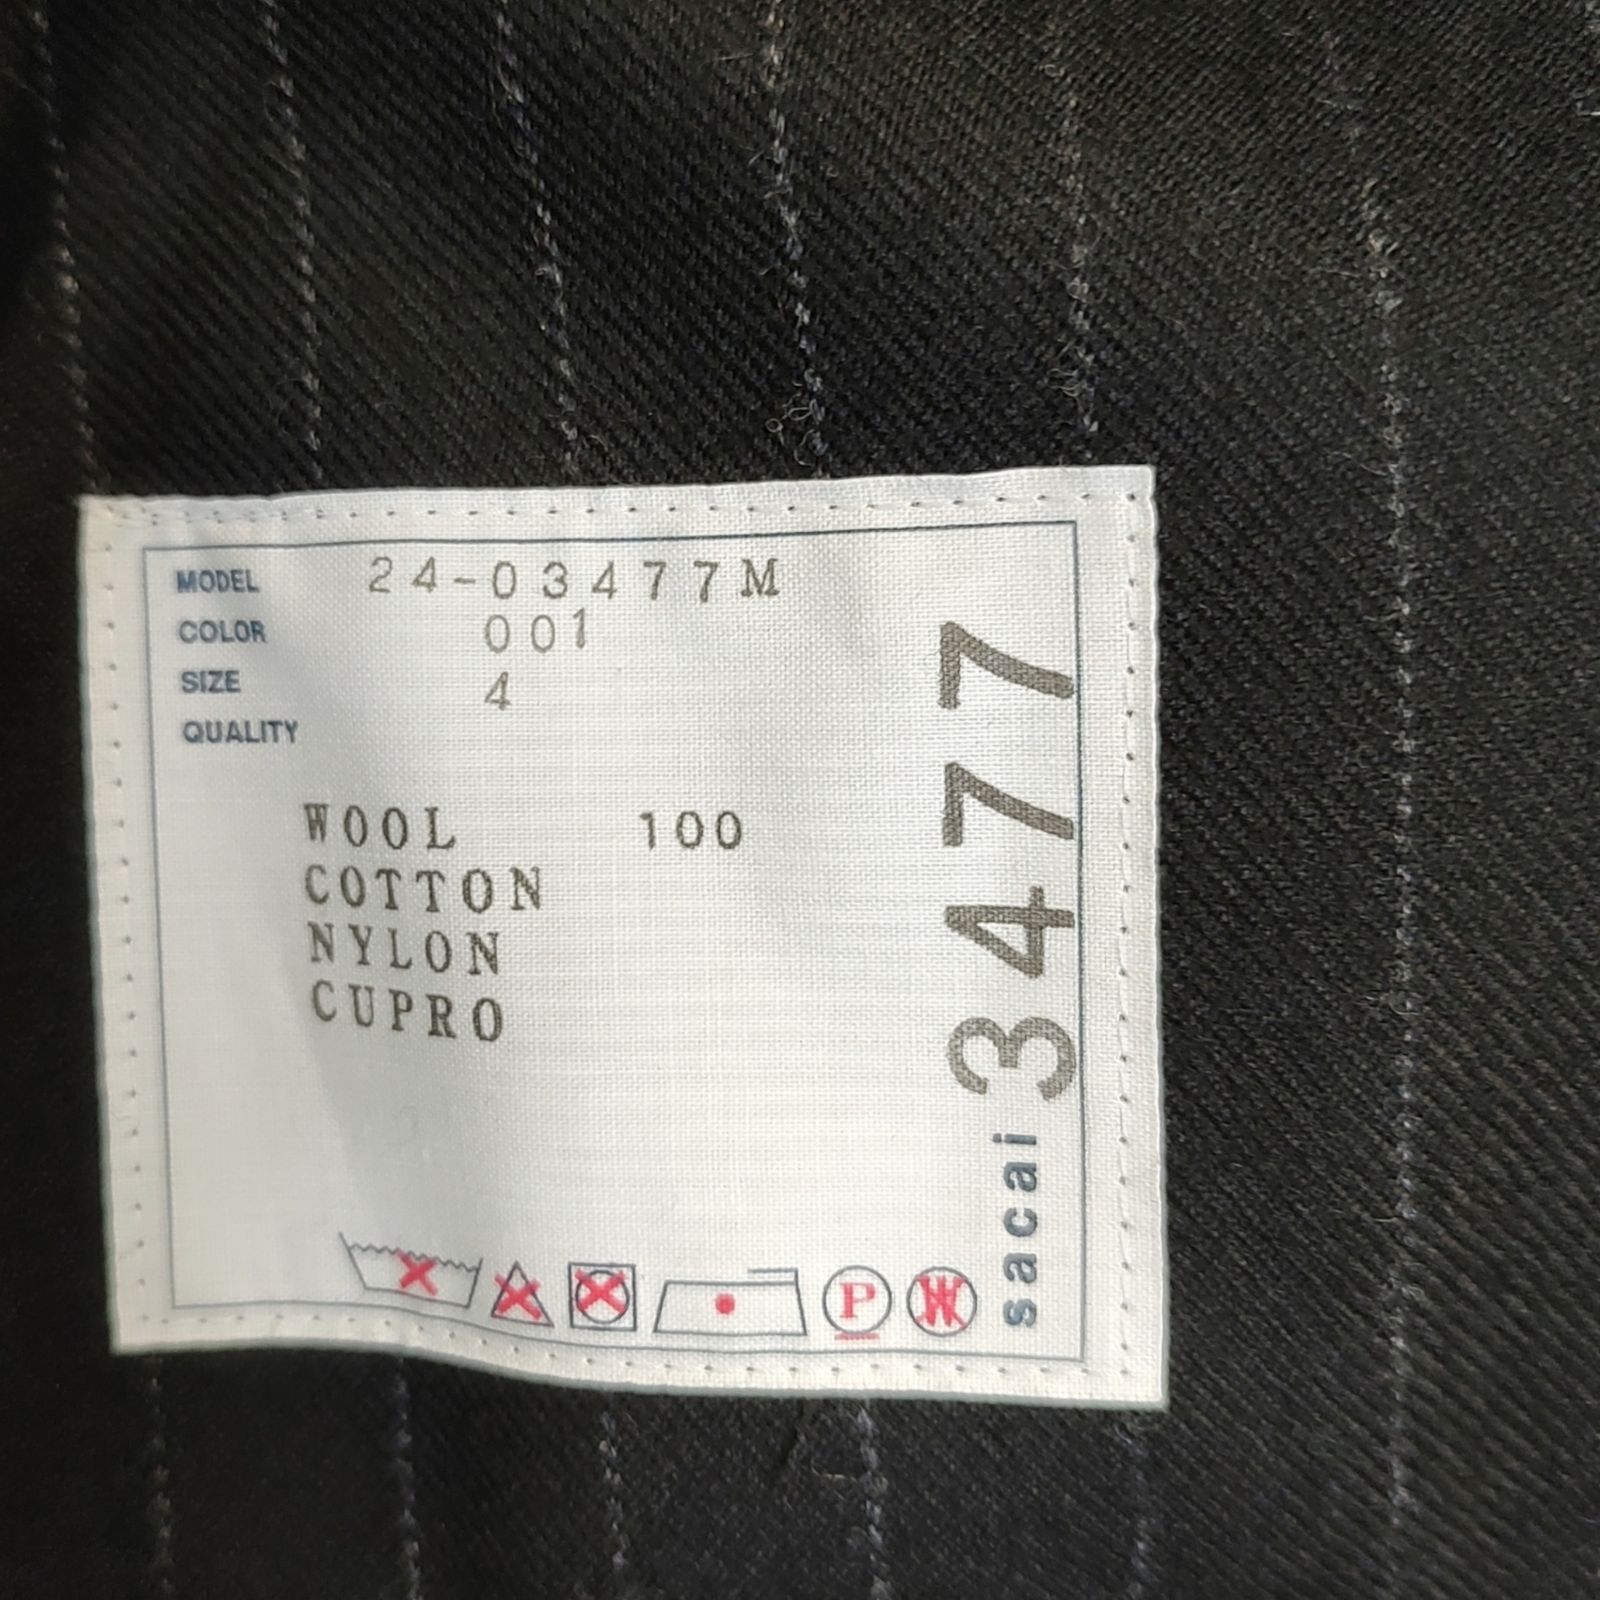 MODEL 24-03477M
COLOR 001
SIZE 4
QUALITY
WOOL 100
COTTON
NYLON
CUPRO
P
W
sacai 3477